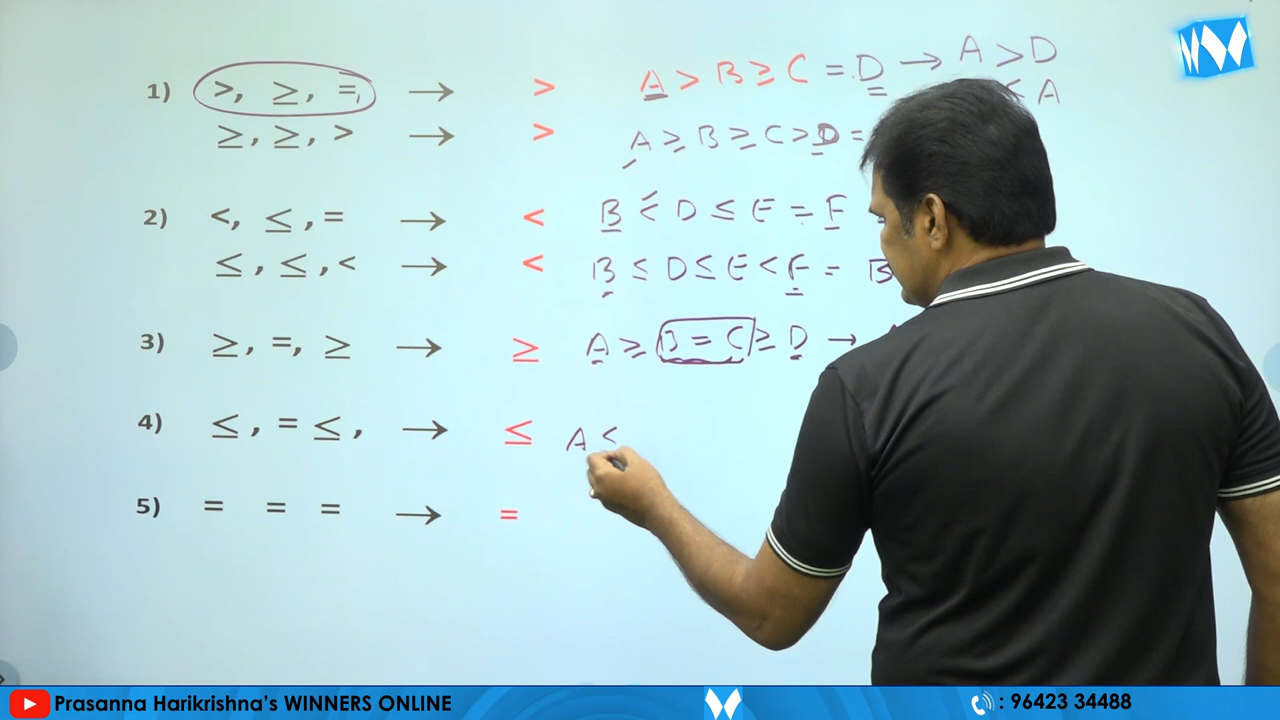 1) >, ≥, =, → > A > B ≥ C = D → A > D
< A
≥, ≥, > → > A ≥ B ≥ C > D =
2) <, ≤, = → < B < D ≤ E = F
≤, ≤, < → < B ≤ D ≤ E < F = B
3) ≥, =, ≥ → ≥ A ≥ B = C ≥ D →
4) ≤, = ≤, → ≤ A <
5) = = = → =
Prasanna Harikrishna's WINNERS ONLINE : 96423 34488